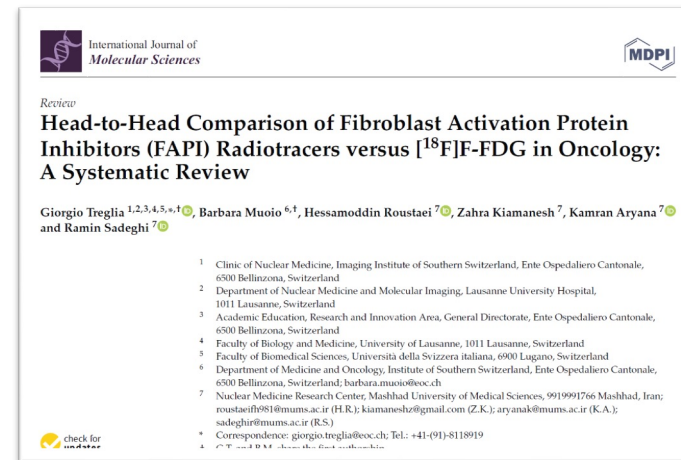 International Journal of
Molecular Sciences
MDPI
Review
Head-to-Head Comparison of Fibroblast Activation Protein
Inhibitors (FAPI) Radiotracers versus [18F]F-FDG in Oncology:
A Systematic Review
Giorgio Treglia 1,2,3,4,5,*,†, Barbara Muoio 6,†, Hessamoddin Roustaei 7, Zahra Kiamanesh 7, Kamran Aryana 7
and Ramin Sadeghi 7
1 Clinic of Nuclear Medicine, Imaging Institute of Southern Switzerland, Ente Ospedaliero Cantonale,
6500 Bellinzona, Switzerland
2 Department of Nuclear Medicine and Molecular Imaging, Lausanne University Hospital,
1011 Lausanne, Switzerland
3 Academic Education, Research and Innovation Area, General Directorate, Ente Ospedaliero Cantonale,
6500 Bellinzona, Switzerland
4 Faculty of Biology and Medicine, University of Lausanne, 1011 Lausanne, Switzerland
5 Faculty of Biomedical Sciences, Università della Svizzera italiana, 6900 Lugano, Switzerland
6 Department of Medicine and Oncology, Institute of Southern Switzerland, Ente Ospedaliero Cantonale,
6500 Bellinzona, Switzerland; barbara.muoio@eoc.ch
7 Nuclear Medicine Research Center, Mashhad University of Medical Sciences, 9919991766 Mashhad, Iran;
roustaeifh981@mums.ac.ir (H.R.); kiamaneshz@gmail.com (Z.K.); aryanak@mums.ac.ir (K.A.);
sadeghir@mums.ac.ir (R.S.)
* Correspondence: giorgio.treglia@eoc.ch; Tel.: +41-(91)-8118919
check for
updates